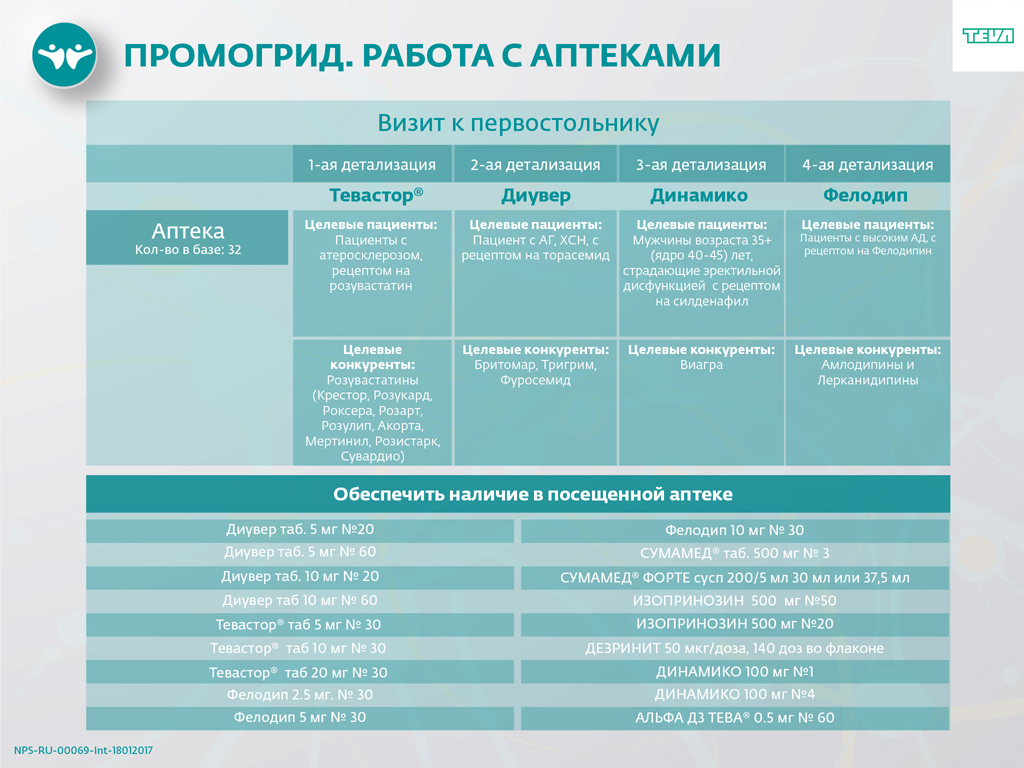 TEVA
ПРОМОГРИД. РАБОТА С АПТЕКАМИ
Визит к первостольнику
1-ая детализация
2-ая детализация
3-ая детализация
4-ая детализация
Тевастор®
Диувер
Динамико
Фелодип
Аптека
Кол-во в базе: 32
Целевые пациенты:
Пациенты с
атеросклерозом,
рецептом на
розувастатин
Целевые пациенты:
Пациент с АГ, ХСН, с
рецептом на торасемид
Целевые пациенты:
Мужчины возраста 35+
(ядро 40-45) лет,
страдающие эректильной
дисфункцией с рецептом
на силденафил
Целевые пациенты:
Пациенты с высоким АД, с
рецептом на Фелодипин
Целевые
конкуренты:
Розувастатины
(Крестор, Розукард,
Роксера, Розарт,
Розулип, Акорта,
Мертинил, Розистарк,
Сувардио)
Целевые конкуренты:
Бритомар, Тригрим,
Фуросемид
Целевые конкуренты:
Виагра
Целевые конкуренты:
Амлодипины и
Лерканидипины
Обеспечить наличие в посещенной аптеке
Диувер таб. 5 мг №20
Фелодип 10 мг № 30
Диувер таб. 5 мг № 60
СУМАМЕД® таб. 500 мг № 3
Диувер таб. 10 мг № 20
СУМАМЕД® ФОРТЕ сусп 200/5 мл 30 мл или 37,5 мл
Диувер таб 10 мг № 60
ИЗОПРИНОЗИН 500 мг №50
Тевастор® таб 5 мг № 30
ИЗОПРИНОЗИН 500 мг №20
Тевастор® таб 10 мг № 30
ДЕЗРИНИТ 50 мкг/доза, 140 доз во флаконе
Тевастор® таб 20 мг № 30
ДИНАМИКО 100 мг №1
Фелодип 2.5 мг. № 30
ДИНАМИКО 100 мг №4
Фелодип 5 мг № 30
АЛЬФА Д3 ТЕВА® 0.5 мг № 60
NPS-RU-00069-Int-18012017